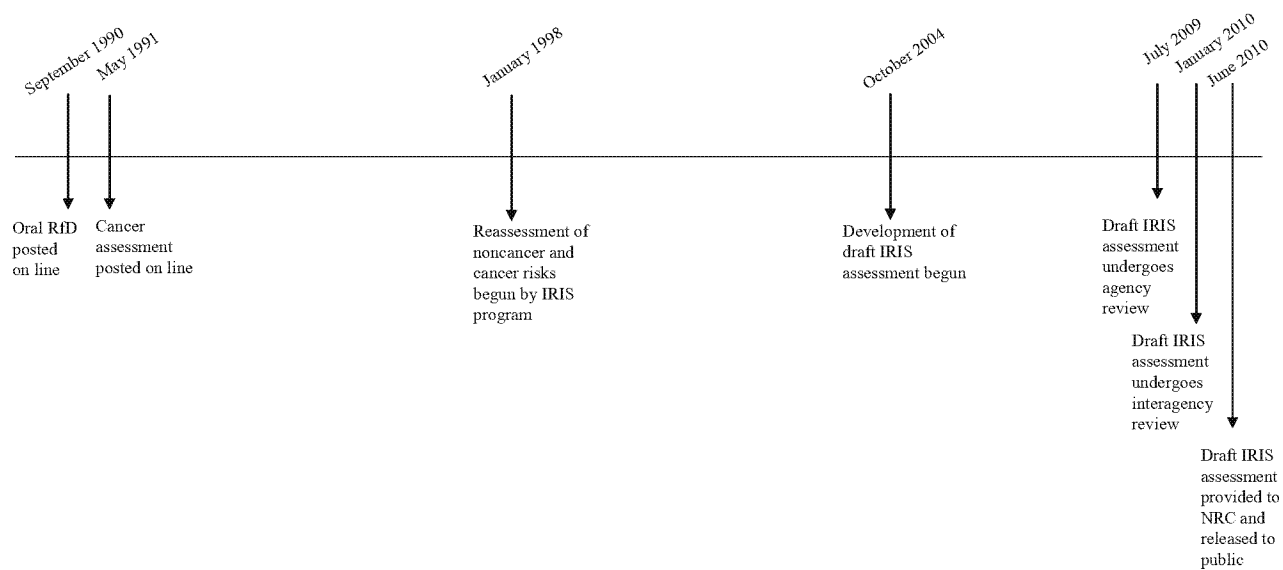 September 1990
May 1991
January 1998
October 2004
July 2009
January 2010
June 2010
Oral RfD
posted
on line
Cancer
assessment
posted on line
Reassessment of
noncancer and
cancer risks
begun by IRIS
program
Development of
draft IRIS
assessment begun
Draft IRIS
assessment
undergoes
agency
review
Draft IRIS
assessment
undergoes
interagency
review
Draft IRIS
assessment
provided to
NRC and
released to
public